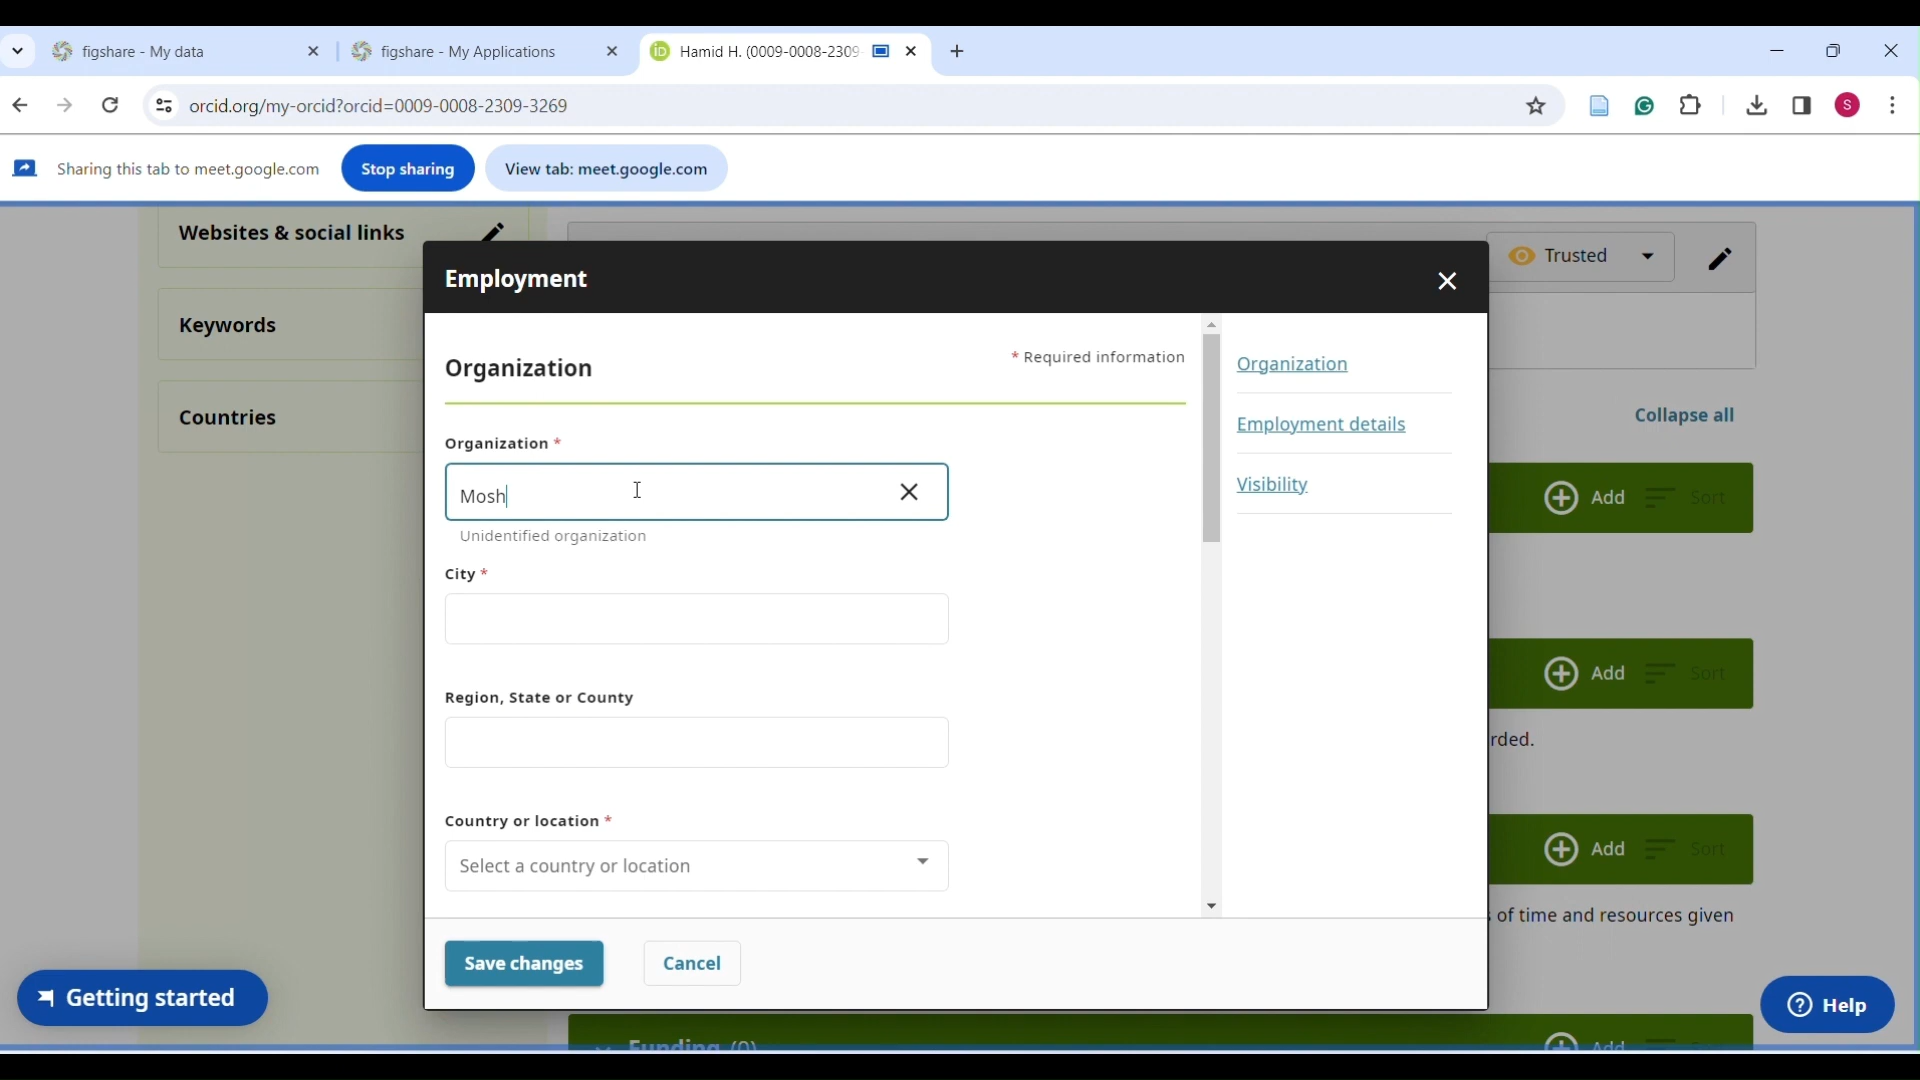 figshare - My data
figshare - My Applications
Hamid H. (0009-0008-2309-
orcid.org/my-orcid?orcid=0009-0008-2309-3269
S
Sharing this tab to meet.google.com
Stop sharing
View tab: meet.google.com
Websites & social links
Trusted
Employment
Keywords
Organization
* Required information
Organization
Countries
Collapse all
Employment details
Organization *
Mosh
Visibility
Add
Sort
Unidentified organization
City *
Add
Sort
Region, State or County
rded.
Country or location *
Select a country or location
Add
Sort
of time and resources given
Save changes
Cancel
Getting started
Help
Funding (0)
Add